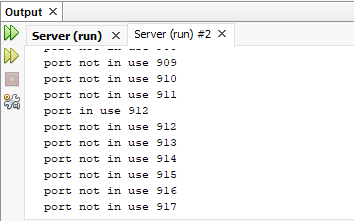 Output
Server (run)
Server (run) #2
port not in use 909
port not in use 910
port not in use 911
port in use 912
port not in use 912
port not in use 913
port not in use 914
port not in use 915
port not in use 916
port not in use 917